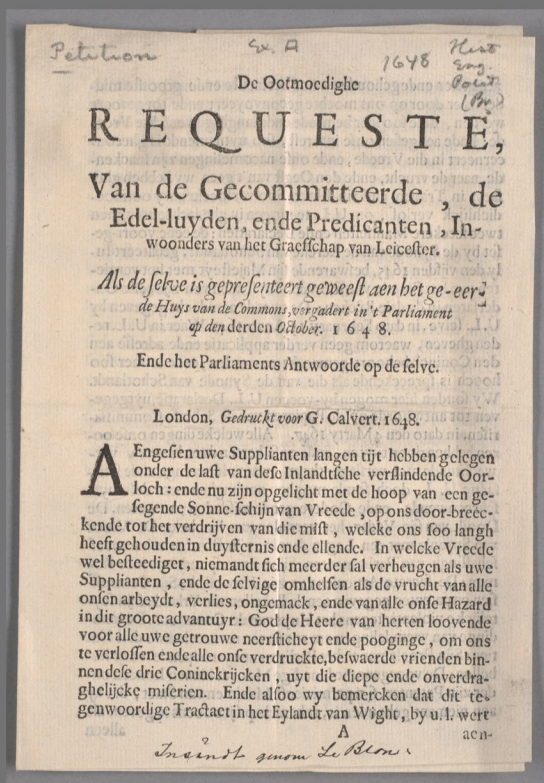 Petition
Ex. A
1648
Hist
Eng.
Polit
(Br)
De Ootmoedighe
REQUESTE,
Van de Gecommitteerde, de
Edel-luyden, ende Predicanten, In-
woonders van het Graefschap van Leicester.
Als de selve is gepresenteert geweest aen het ge-eer-
de Huys van de Commons, vergadert in't Parliament
op den derden October. 1648.
Ende het Parliaments Antwoorde op de selve.
London, Gedruckt voor G. Calvert. 1648.
AEngesien uwe Supplianten langen tijt hebben gelegen
onder de last van dese Inlandtsche verslindende Oor-
loch: ende nu zijn opgelicht met de hoop van een ge-
segende Sonne-schijn van Vreede, op ons door-breec-
kende tot het verdrijven van die mist, welcke ons soo langh
heeft gehouden in duysternis ende ellende. In welcke Vreede
wel besteediget, niemandt sich meerder sal verheugen als uwe
Supplianten, ende de selvige omhelsen als de vrucht van alle
onsen arbeydt, verlies, ongemack, ende van alle onse Hazard
in dit groote advantuyr: God de Heere van herten loovende
voor alle uwe getrouwe neersticheyt ende pooginge, om ons
te verlossen ende alle onse verdruckte, beswaerde vrienden bin-
nen dese drie Coninckrijcken, uyt die diepe ende onverdra-
ghelijcke miserien. Ende alsoo wy bemercken dat dit te-
genwoordige Tractaet in het Eylandt van Wight, by u. l. wert
A
aen-
Insändt genom Le Blon.